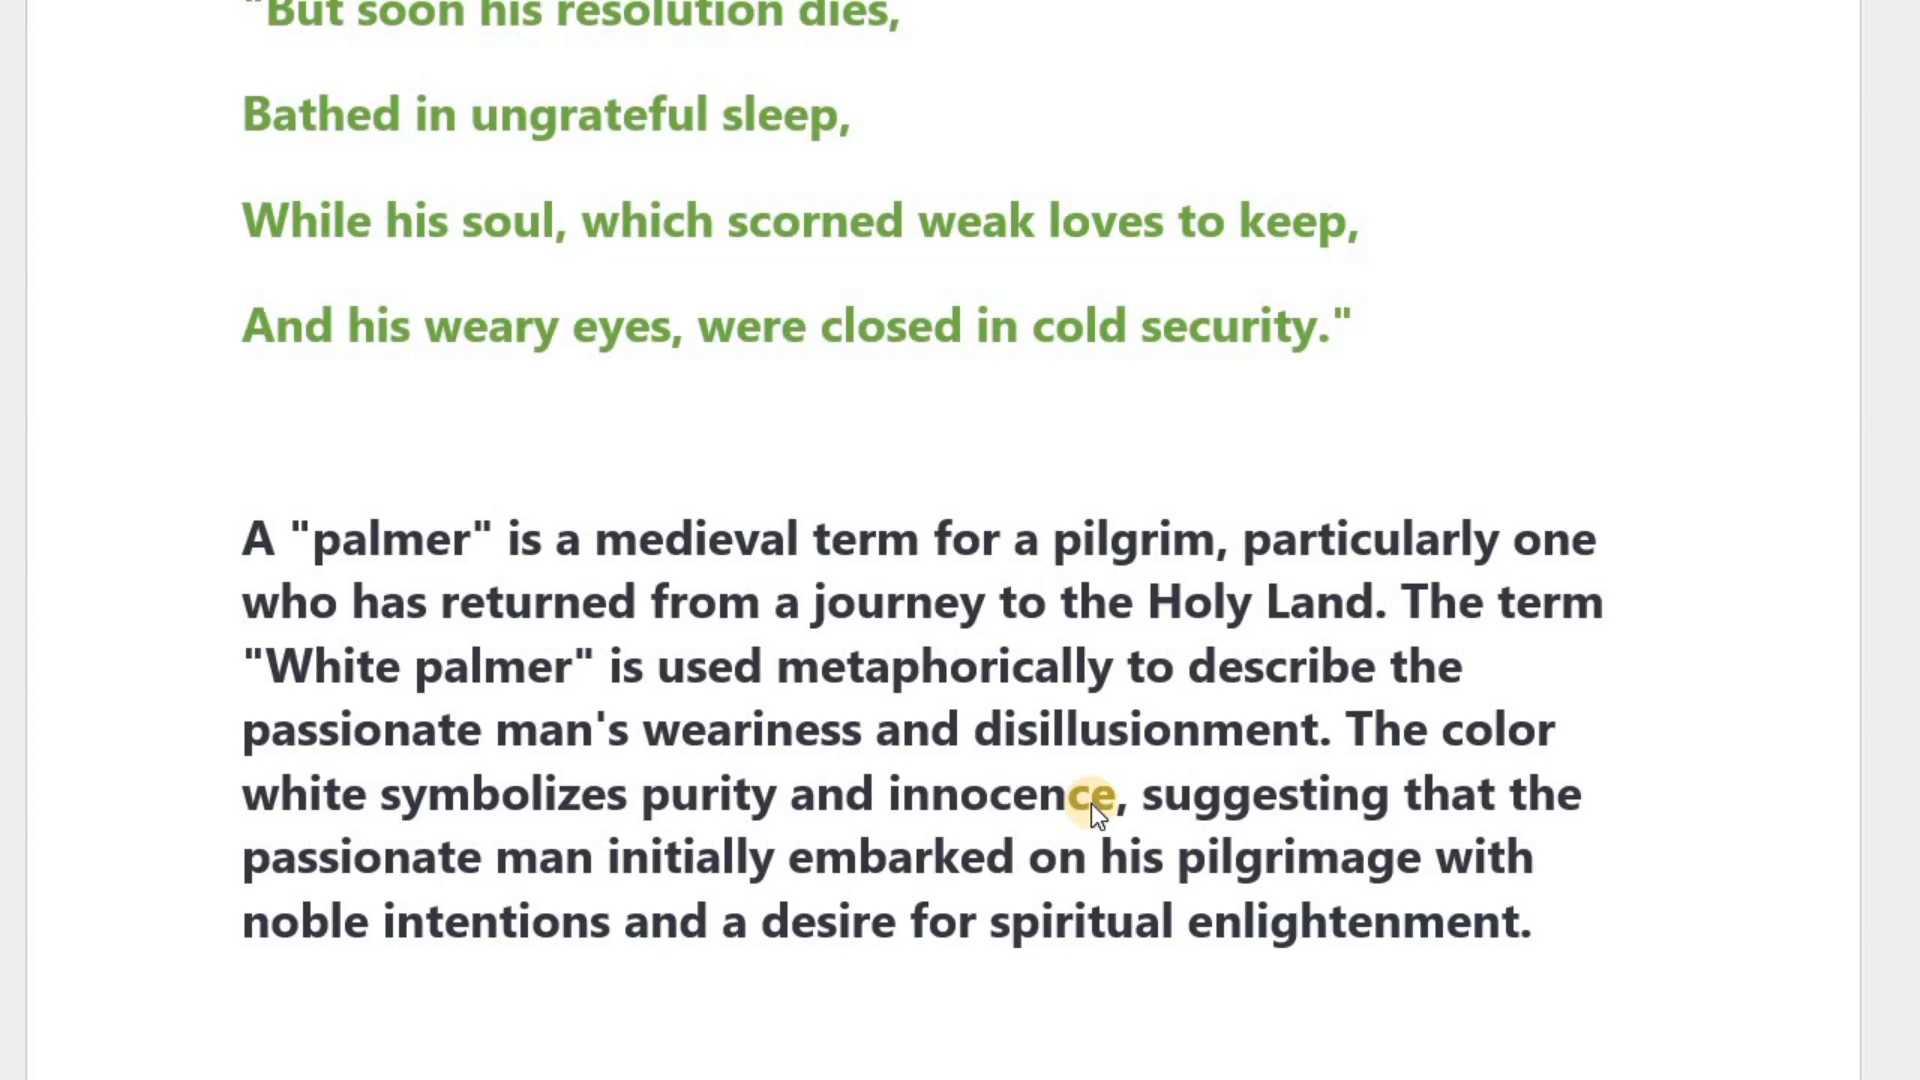 "But soon his resolution dies,
Bathed in ungrateful sleep,
While his soul, which scorned weak loves to keep,
And his weary eyes, were closed in cold security."
A "palmer" is a medieval term for a pilgrim, particularly one
who has returned from a journey to the Holy Land. The term
"White palmer" is used metaphorically to describe the
passionate man's weariness and disillusionment. The color
white symbolizes purity and innocence, suggesting that the
passionate man initially embarked on his pilgrimage with
noble intentions and a desire for spiritual enlightenment.